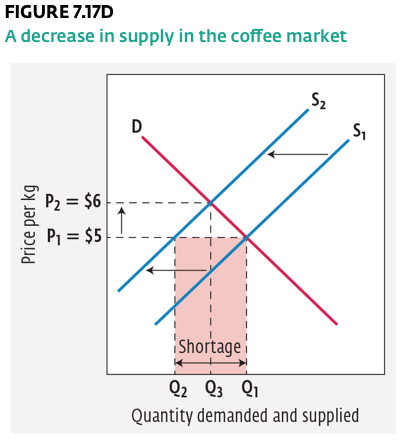 FIGURE 7.17D
A decrease in supply in the coffee market
S₂
D
S₁
P₂ = $6
P₁ = $5
Price per kg
Shortage
Q₂ Q₃ Q₁
Quantity demanded and supplied